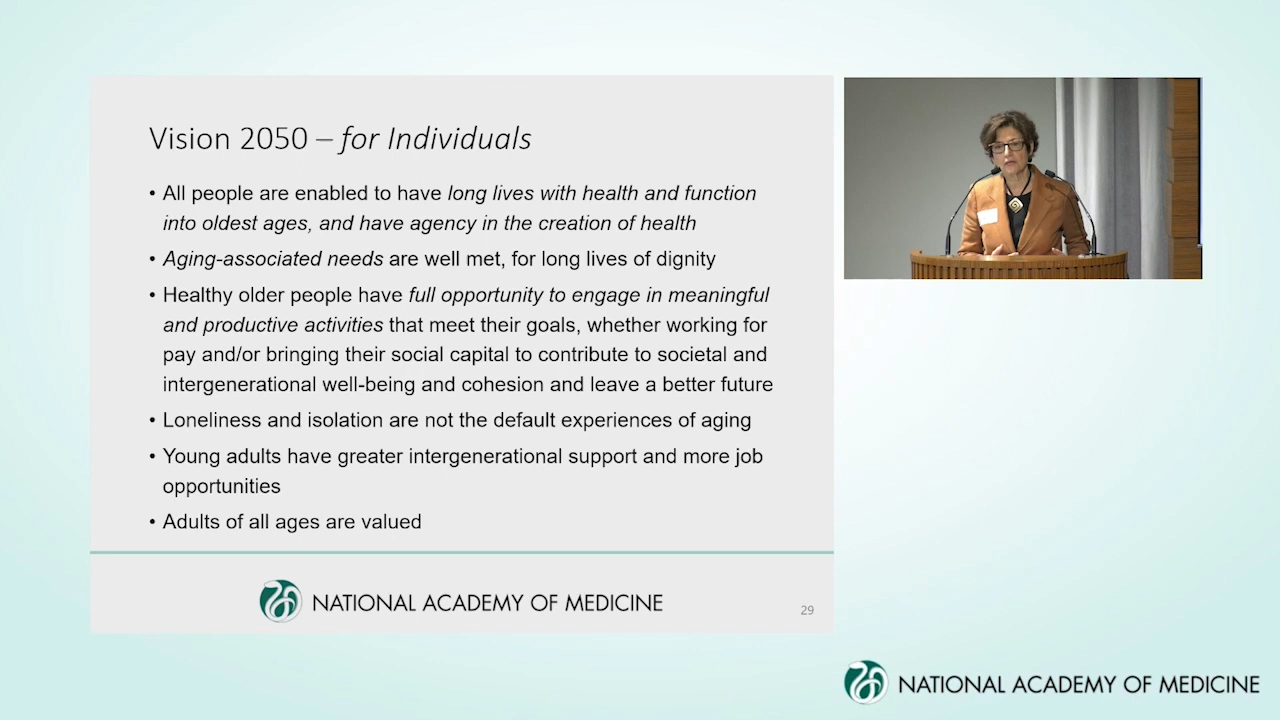 Vision 2050 – for Individuals
• All people are enabled to have long lives with health and function
into oldest ages, and have agency in the creation of health
• Aging-associated needs are well met, for long lives of dignity
• Healthy older people have full opportunity to engage in meaningful
and productive activities that meet their goals, whether working for
pay and/or bringing their social capital to contribute to societal and
intergenerational well-being and cohesion and leave a better future
• Loneliness and isolation are not the default experiences of aging
• Young adults have greater intergenerational support and more job
opportunities
• Adults of all ages are valued
NATIONAL ACADEMY OF MEDICINE
29
NATIONAL ACADEMY OF MEDICINE